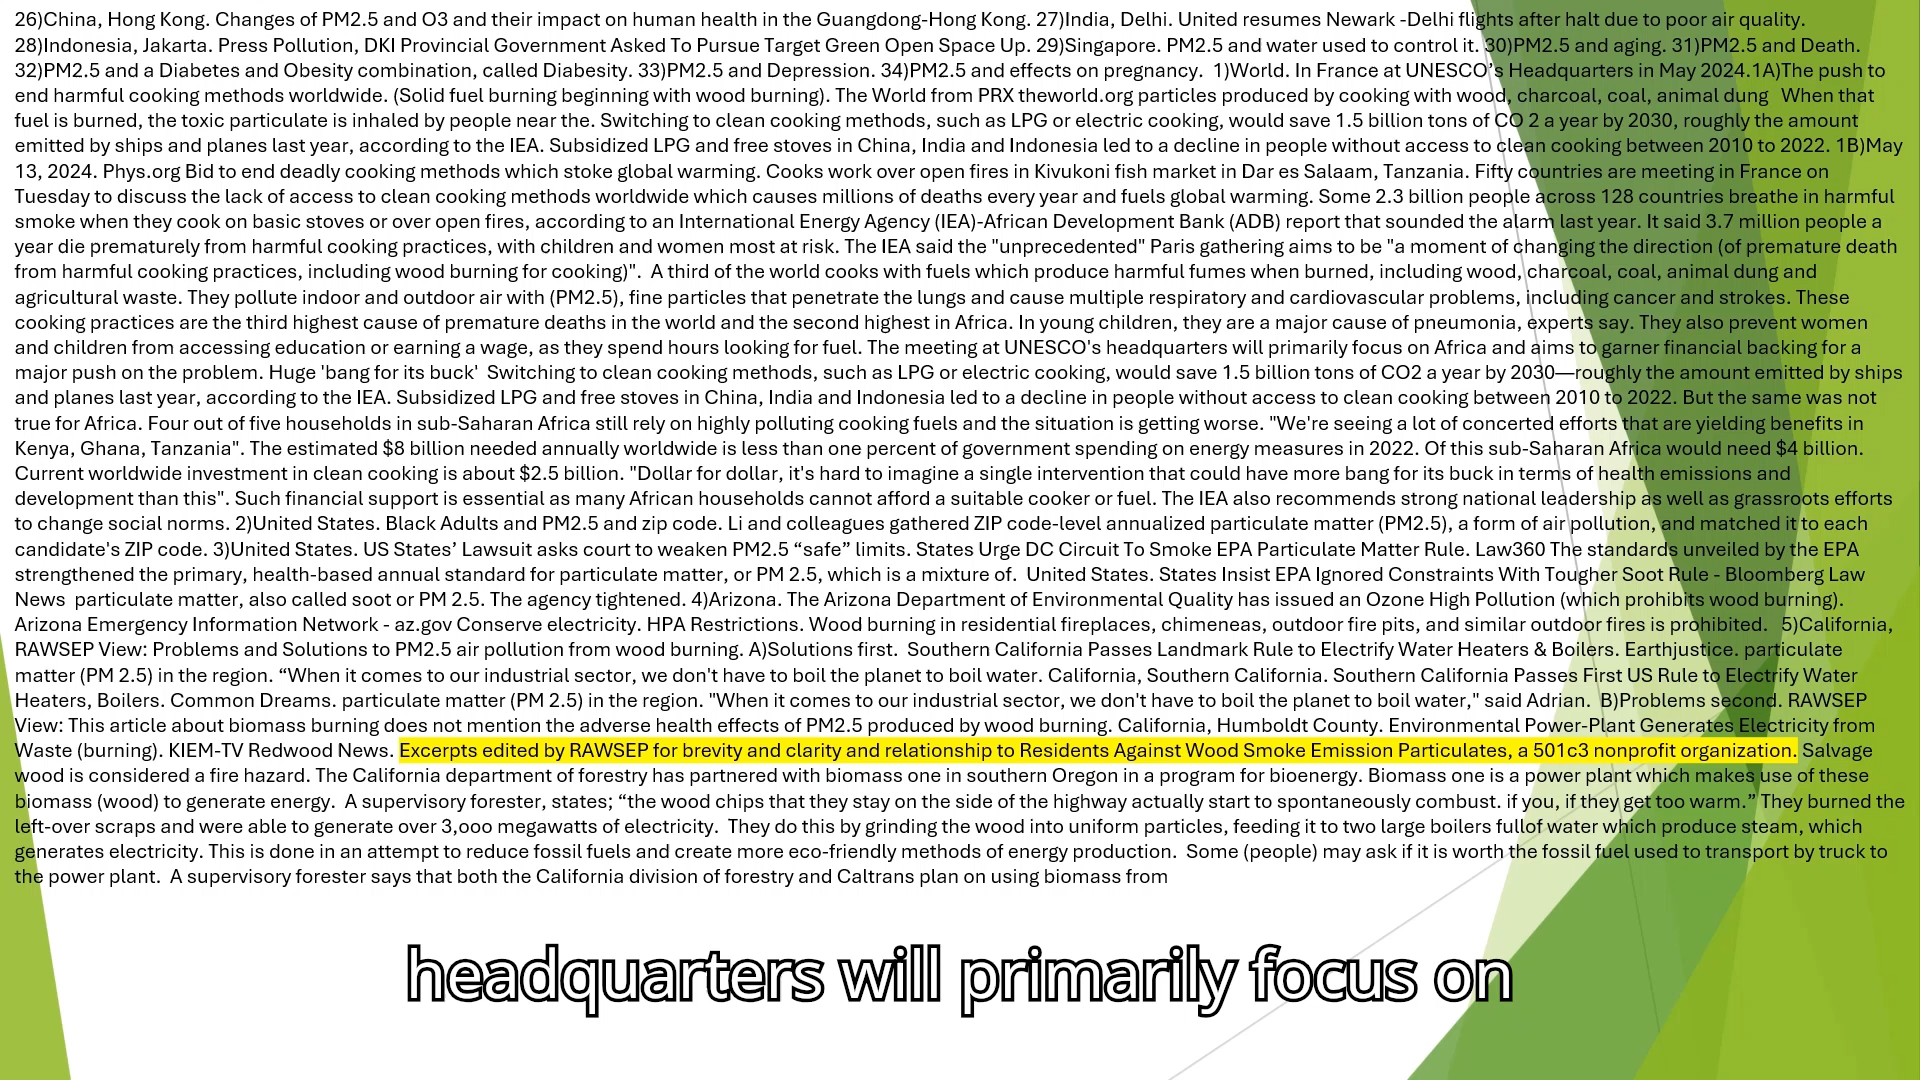 26)China, Hong Kong. Changes of PM2.5 and O3 and their impact on human health in the Guangdong-Hong Kong. 27)India, Delhi. United resumes Newark -Delhi flights after halt due to poor air quality.
28)Indonesia, Jakarta. Press Pollution, DKI Provincial Government Asked To Pursue Target Green Open Space Up. 29)Singapore. PM2.5 and water used to control it. 30)PM2.5 and aging. 31)PM2.5 and Death.
32)PM2.5 and a Diabetes and Obesity combination, called Diabesity. 33)PM2.5 and Depression. 34)PM2.5 and effects on pregnancy.  1)World. In France at UNESCO’s Headquarters in May 2024.1A)The push to
end harmful cooking methods worldwide. (Solid fuel burning beginning with wood burning). The World from PRX theworld.org particles produced by cooking with wood, charcoal, coal, animal dung   When that
fuel is burned, the toxic particulate is inhaled by people near the. Switching to clean cooking methods, such as LPG or electric cooking, would save 1.5 billion tons of CO 2 a year by 2030, roughly the amount
emitted by ships and planes last year, according to the IEA. Subsidized LPG and free stoves in China, India and Indonesia led to a decline in people without access to clean cooking between 2010 to 2022. 1B)May
13, 2024. Phys.org Bid to end deadly cooking methods which stoke global warming. Cooks work over open fires in Kivukoni fish market in Dar es Salaam, Tanzania. Fifty countries are meeting in France on
Tuesday to discuss the lack of access to clean cooking methods worldwide which causes millions of deaths every year and fuels global warming. Some 2.3 billion people across 128 countries breathe in harmful
smoke when they cook on basic stoves or over open fires, according to an International Energy Agency (IEA)-African Development Bank (ADB) report that sounded the alarm last year. It said 3.7 million people a
year die prematurely from harmful cooking practices, with children and women most at risk. The IEA said the "unprecedented" Paris gathering aims to be "a moment of changing the direction (of premature death
from harmful cooking practices, including wood burning for cooking)".  A third of the world cooks with fuels which produce harmful fumes when burned, including wood, charcoal, coal, animal dung and
agricultural waste. They pollute indoor and outdoor air with (PM2.5), fine particles that penetrate the lungs and cause multiple respiratory and cardiovascular problems, including cancer and strokes. These
cooking practices are the third highest cause of premature deaths in the world and the second highest in Africa. In young children, they are a major cause of pneumonia, experts say. They also prevent women
and children from accessing education or earning a wage, as they spend hours looking for fuel. The meeting at UNESCO's headquarters will primarily focus on Africa and aims to garner financial backing for a
major push on the problem. Huge 'bang for its buck'  Switching to clean cooking methods, such as LPG or electric cooking, would save 1.5 billion tons of CO2 a year by 2030—roughly the amount emitted by ships
and planes last year, according to the IEA. Subsidized LPG and free stoves in China, India and Indonesia led to a decline in people without access to clean cooking between 2010 to 2022. But the same was not
true for Africa. Four out of five households in sub-Saharan Africa still rely on highly polluting cooking fuels and the situation is getting worse. "We're seeing a lot of concerted efforts that are yielding benefits in
Kenya, Ghana, Tanzania". The estimated $8 billion needed annually worldwide is less than one percent of government spending on energy measures in 2022. Of this sub-Saharan Africa would need $4 billion.
Current worldwide investment in clean cooking is about $2.5 billion. "Dollar for dollar, it's hard to imagine a single intervention that could have more bang for its buck in terms of health emissions and
development than this". Such financial support is essential as many African households cannot afford a suitable cooker or fuel. The IEA also recommends strong national leadership as well as grassroots efforts
to change social norms. 2)United States. Black Adults and PM2.5 and zip code. Li and colleagues gathered ZIP code-level annualized particulate matter (PM2.5), a form of air pollution, and matched it to each
candidate's ZIP code. 3)United States. US States’ Lawsuit asks court to weaken PM2.5 “safe” limits. States Urge DC Circuit To Smoke EPA Particulate Matter Rule. Law360 The standards unveiled by the EPA
strengthened the primary, health-based annual standard for particulate matter, or PM 2.5, which is a mixture of.  United States. States Insist EPA Ignored Constraints With Tougher Soot Rule - Bloomberg Law
News  particulate matter, also called soot or PM 2.5. The agency tightened. 4)Arizona. The Arizona Department of Environmental Quality has issued an Ozone High Pollution (which prohibits wood burning).
Arizona Emergency Information Network - az.gov Conserve electricity. HPA Restrictions. Wood burning in residential fireplaces, chimeneas, outdoor fire pits, and similar outdoor fires is prohibited.   5)California,
RAWSEP View: Problems and Solutions to PM2.5 air pollution from wood burning. A)Solutions first.  Southern California Passes Landmark Rule to Electrify Water Heaters & Boilers. Earthjustice. particulate
matter (PM 2.5) in the region. “When it comes to our industrial sector, we don't have to boil the planet to boil water. California, Southern California. Southern California Passes First US Rule to Electrify Water
Heaters, Boilers. Common Dreams. particulate matter (PM 2.5) in the region. "When it comes to our industrial sector, we don't have to boil the planet to boil water," said Adrian.  B)Problems second. RAWSEP
View: This article about biomass burning does not mention the adverse health effects of PM2.5 produced by wood burning. California, Humboldt County. Environmental Power-Plant Generates Electricity from
Waste (burning). KIEM-TV Redwood News. Excerpts edited by RAWSEP for brevity and clarity and relationship to Residents Against Wood Smoke Emission Particulates, a 501c3 nonprofit organization. Salvage
wood is considered a fire hazard. The California department of forestry has partnered with biomass one in southern Oregon in a program for bioenergy. Biomass one is a power plant which makes use of these
biomass (wood) to generate energy.  A supervisory forester, states; “the wood chips that they stay on the side of the highway actually start to spontaneously combust. if you, if they get too warm.” They burned the
left-over scraps and were able to generate over 3,ooo megawatts of electricity.  They do this by grinding the wood into uniform particles, feeding it to two large boilers fullof water which produce steam, which
generates electricity. This is done in an attempt to reduce fossil fuels and create more eco-friendly methods of energy production.  Some (people) may ask if it is worth the fossil fuel used to transport by truck to
the power plant.  A supervisory forester says that both the California division of forestry and Caltrans plan on using biomass from
headquarters will primarily focus on